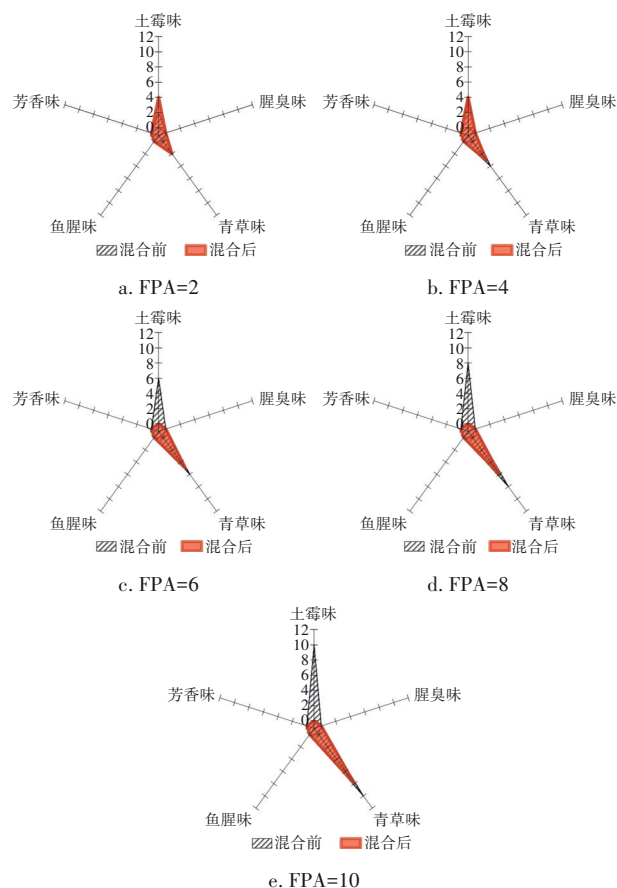 土霉味 土霉味
12 12
10 10
8 8
6 6
4 4
2 2
0 0
芳香味 腥臭味 芳香味 腥臭味
鱼腥味 青草味 鱼腥味 青草味
混合前 混合后 混合前 混合后
a. FPA=2 b. FPA=4
土霉味 土霉味
12 12
10 10
8 8
6 6
4 4
2 2
0 0
芳香味 腥臭味 芳香味 腥臭味
鱼腥味 青草味 鱼腥味 青草味
混合前 混合后 混合前 混合后
c. FPA=6 d. FPA=8
土霉味
12
10
8
6
4
2
0
芳香味 腥臭味
鱼腥味 青草味
混合前 混合后
e. FPA=10